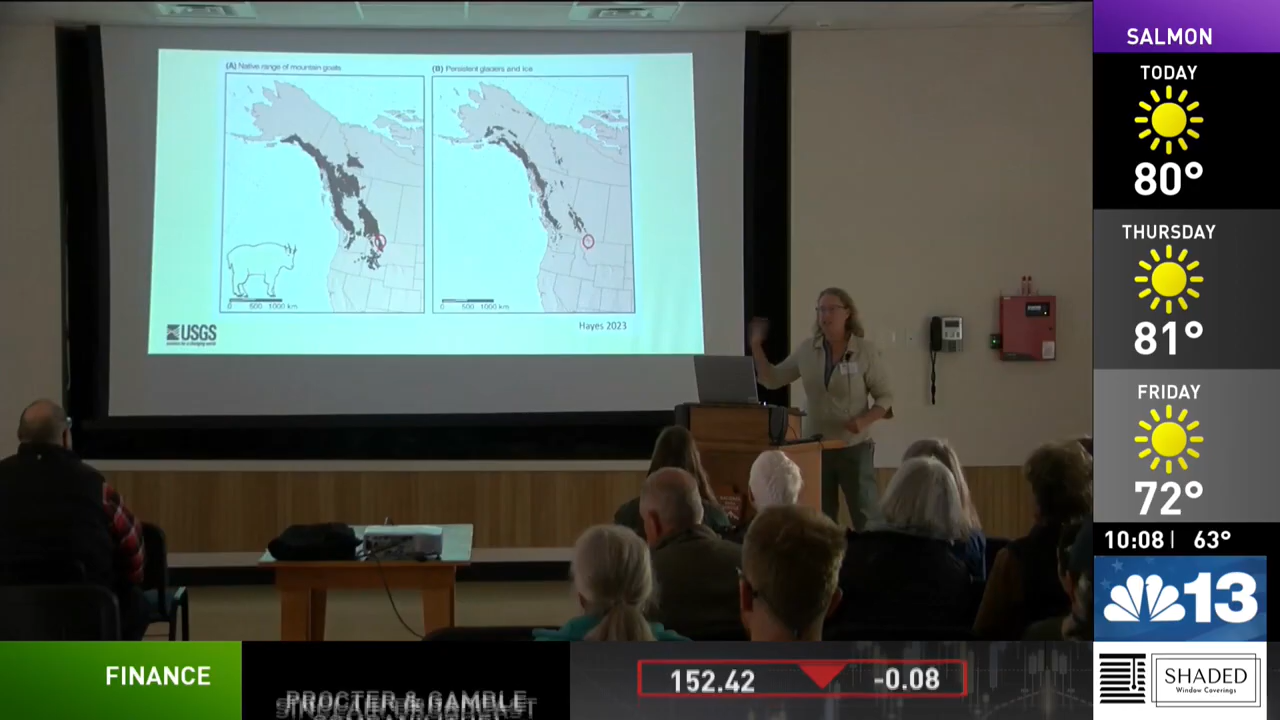 (A) Native range of mountain goats
(B) Persistent glaciers and ice
0 500 1000 km
0 500 1000 km
Hayes 2023
USGS
SALMON
TODAY
80°
THURSDAY
81°
FRIDAY
72°
10:08 | 63°
13
FINANCE
PROCTER & GAMBLE
152.42 -0.08
SHADED
Window Coverings